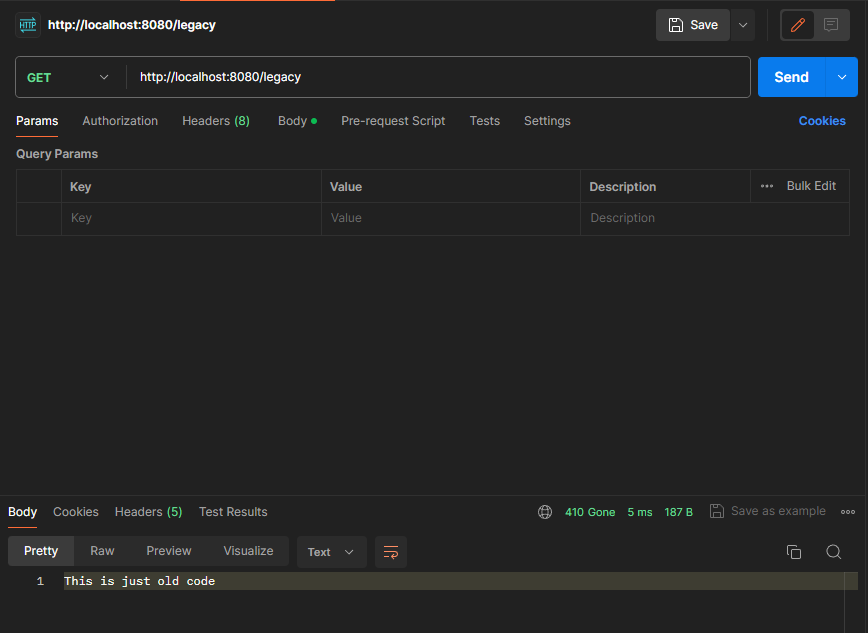 HTTP http://localhost:8080/legacy Save
GET http://localhost:8080/legacy Send
Params Authorization Headers (8) Body Pre-request Script Tests Settings Cookies
Query Params
Key Value Description Bulk Edit
Key Value Description
Body Cookies Headers (5) Test Results 410 Gone 5 ms 187 B Save as example
Pretty Raw Preview Visualize Text
1 This is just old code